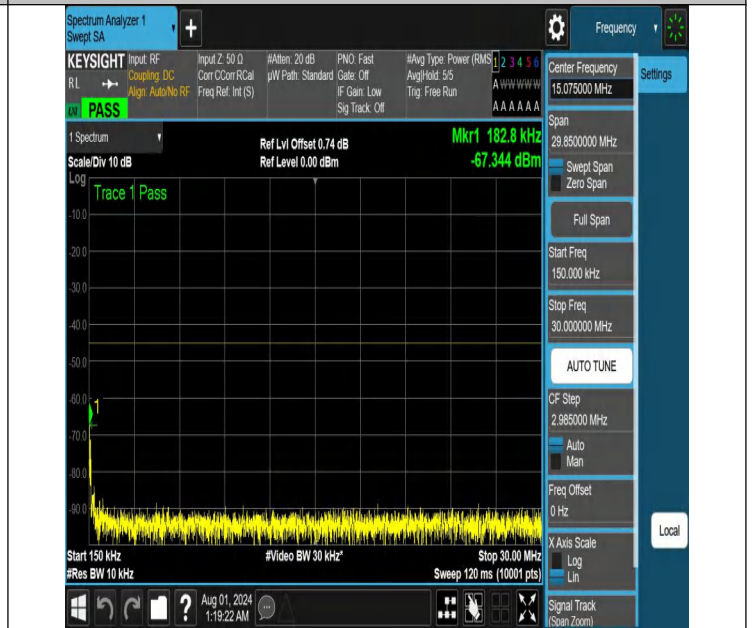 Spectrum Analyzer 1
Swept SA
Frequency
KEYSIGHT
RL
PASS
Input: RF
Coupling: DC
Align: Auto/No RF
Input Z: 50 Ω
Corr CCorr RCal
Freq Ref: Int (S)
#Atten: 20 dB
µW Path: Standard
PNO: Fast
Gate: Off
IF Gain: Low
Sig Track: Off
#Avg Type: Power (RMS
Avg|Hold: 5/5
Trig: Free Run
1 2 3 4 5 6
A W W W W W
A A A A A A
1 Spectrum
Scale/Div 10 dB
Log
Ref Lvl Offset 0.74 dB
Ref Level 0.00 dBm
Mkr1 182.8 kHz
-67.344 dBm
Trace 1 Pass
-10.0
-20.0
-30.0
-40.0
-50.0
-60.0
1
-70.0
-80.0
-90.0
Start 150 kHz
#Res BW 10 kHz
#Video BW 30 kHz*
Stop 30.00 MHz
Sweep 120 ms (10001 pts)
?
Aug 01, 2024
1:19:22 AM
Center Frequency
15.075000 MHz
Span
29.8500000 MHz
Swept Span
Zero Span
Full Span
Start Freq
150.000 kHz
Stop Freq
30.000000 MHz
AUTO TUNE
CF Step
2.985000 MHz
Auto
Man
Freq Offset
0 Hz
X Axis Scale
Log
Lin
Signal Track
(Span Zoom)
Settings
Local